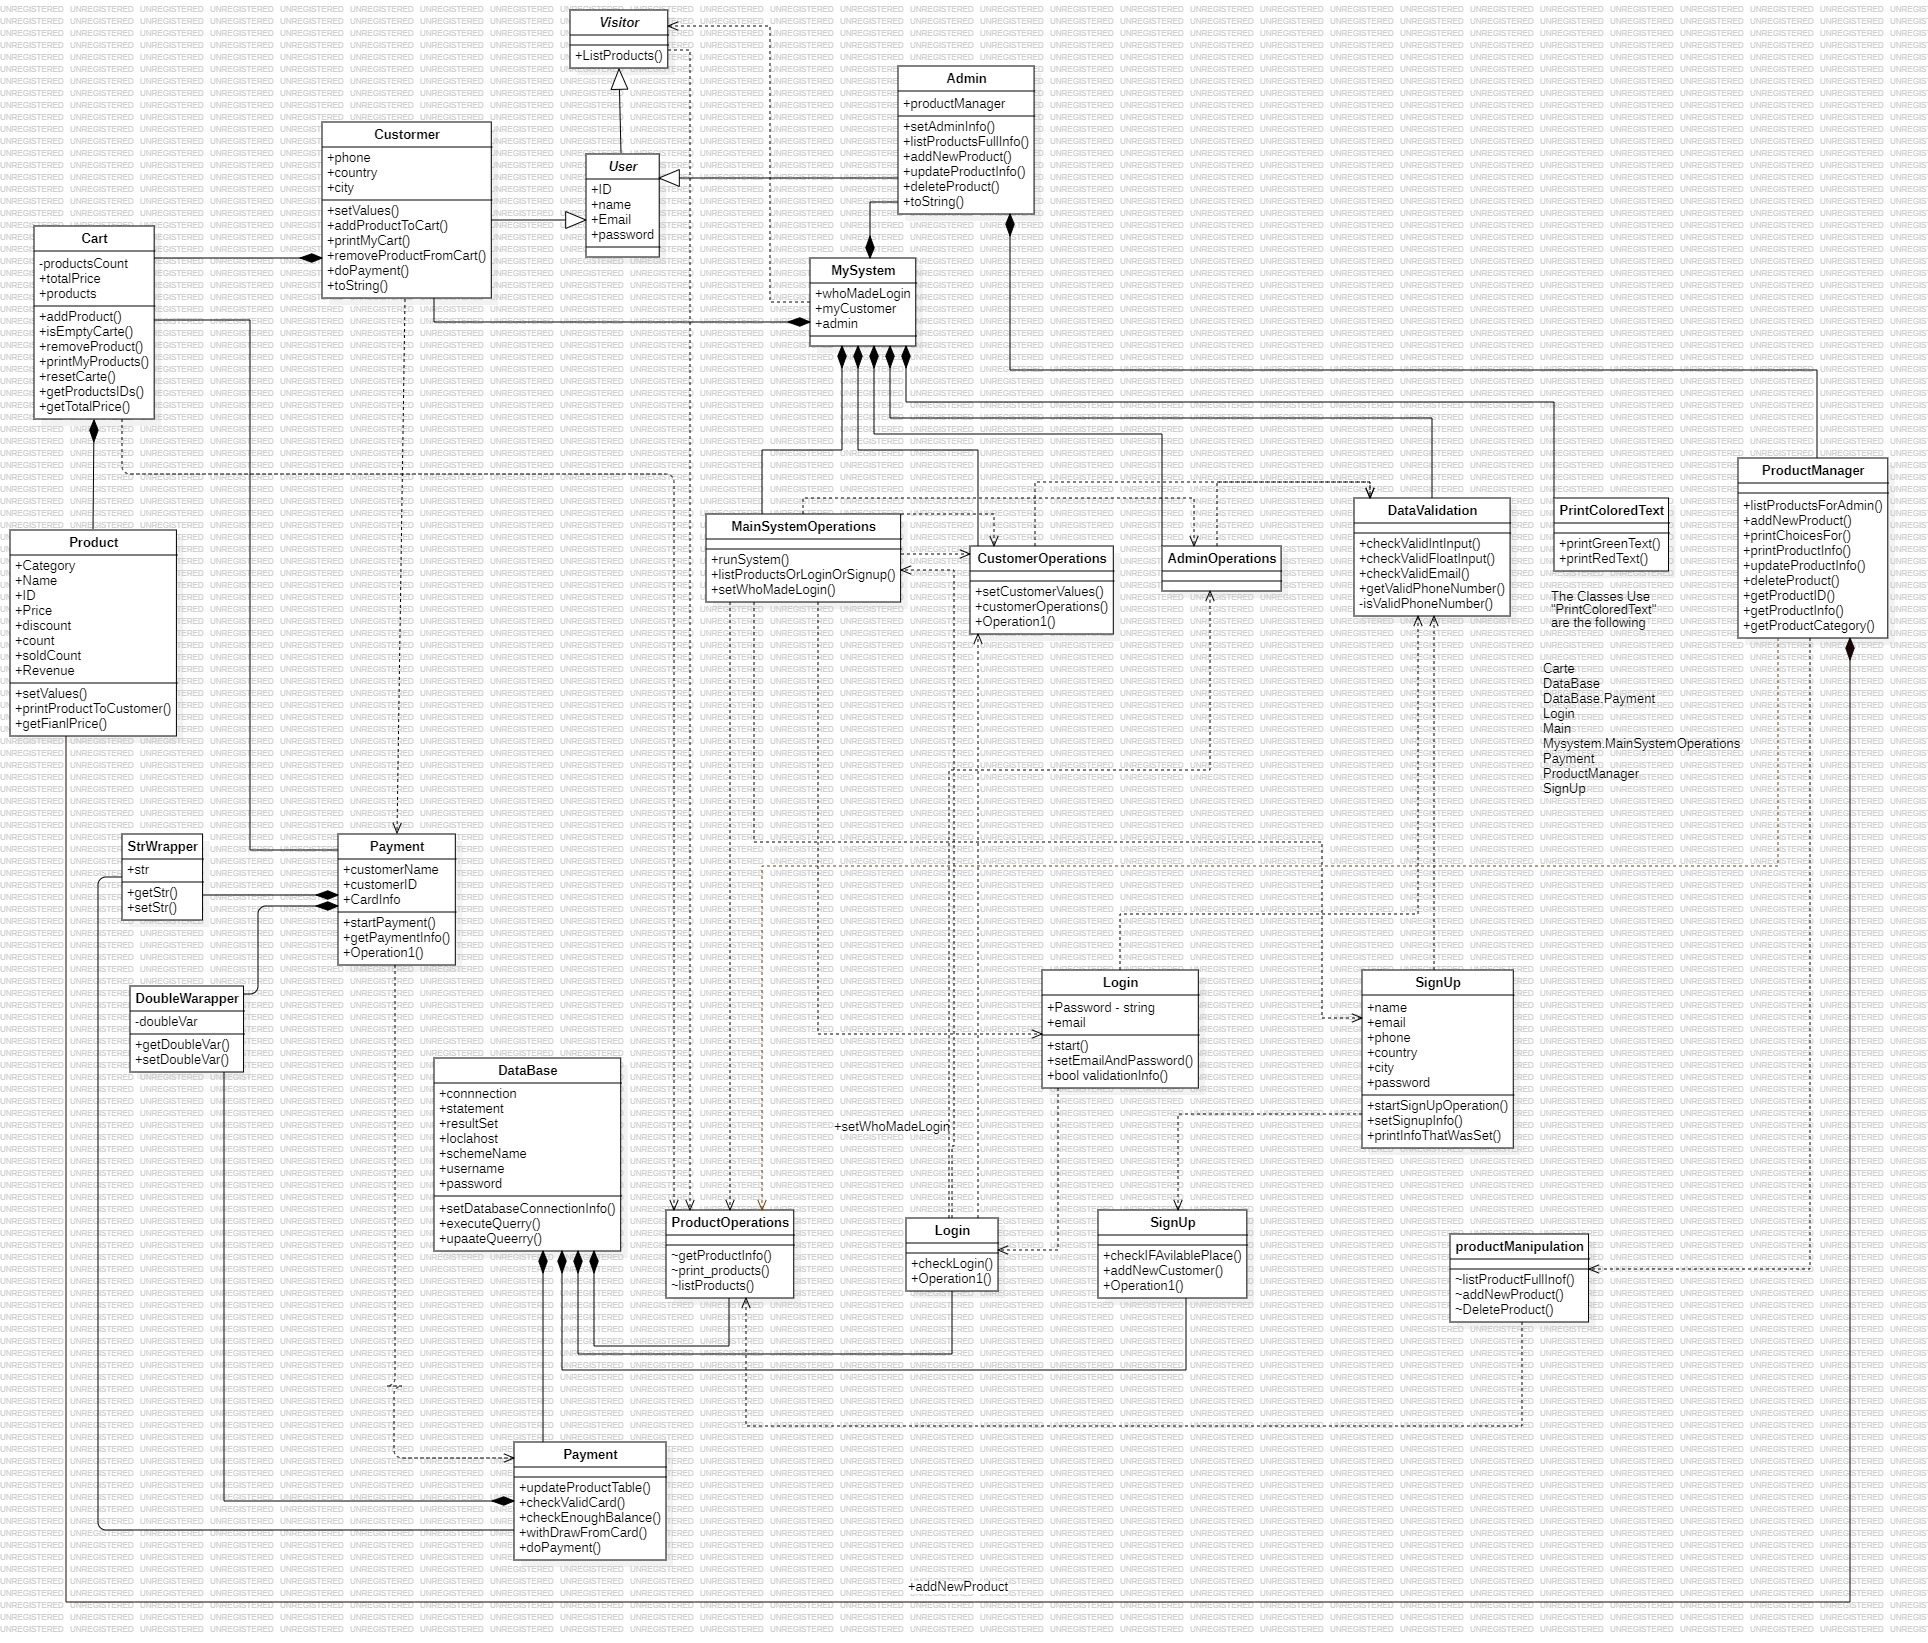 Visitor
+ListProducts()
Admin
+productManager
+setAdminInfo()
+listProductsFullInfo()
+addNewProduct()
+updateProductInfo()
+deleteProduct()
+toString()
Custormer
+phone
+country
+city
+setValues()
+addProductToCart()
+printMyCart()
+removeProductFromCart()
+doPayment()
+toString()
User
+ID
+name
+Email
+password
Cart
-productsCount
+totalPrice
+products
+addProduct()
+isEmptyCarte()
+removeProduct()
+printMyProducts()
+resetCarte()
+getProductsIDs()
+getTotalPrice()
MySystem
+whoMadeLogin
+myCustomer
+admin
Product
+Category
+Name
+ID
+Price
+discount
+count
+soldCount
+Revenue
+setValues()
+printProductToCustomer()
+getFianlPrice()
MainSystemOperations
+runSystem()
+listProductsOrLoginOrSignup()
+setWhoMadeLogin()
CustomerOperations
+setCustomerValues()
+customerOperations()
+Operation1()
AdminOperations
DataValidation
+checkValidIntInput()
+checkValidFloatInput()
+checkValidEmail()
+getValidPhoneNumber()
-isValidPhoneNumber()
PrintColoredText
+printGreenText()
+printRedText()
The Classes Use
"PrintColoredText"
are the following
Carte
DataBase
DataBase.Payment
Login
Main
Mysystem.MainSystemOperations
Payment
ProductManager
SignUp
ProductManager
+listProductsForAdmin()
+addNewProduct()
+printChoicesFor()
+printProductInfo()
+updateProductInfo()
+deleteProduct()
+getProductID()
+getProductInfo()
+getProductCategory()
StrWrapper
+str
+getStr()
+setStr()
Payment
+customerName
+customerID
+CardInfo
+startPayment()
+getPaymentInfo()
+Operation1()
DoubleWarapper
-doubleVar
+getDoubleVar()
+setDoubleVar()
Login
+Password - string
+email
+start()
+setEmailAndPassword()
+bool validationInfo()
SignUp
+name
+email
+phone
+country
+city
+password
+startSignUpOperation()
+setSignupInfo()
+printInfoThatWasSet()
DataBase
+connnection
+statement
+resultSet
+loclahost
+schemeName
+username
+password
+setDatabaseConnectionInfo()
+executeQuerry()
+upaateQueerry()
+setWhoMadeLogin
ProductOperations
~getProductInfo()
~print_products()
~listProducts()
Login
+checkLogin()
+Operation1()
SignUp
+checkIFAvilablePlace()
+addNewCustomer()
+Operation1()
productManipulation
~listProductFullInof()
~addNewProduct()
~DeleteProduct()
Payment
+updateProductTable()
+checkValidCard()
+checkEnoughBalance()
+withDrawFromCard()
+doPayment()
+addNewProduct
UNREGISTERED